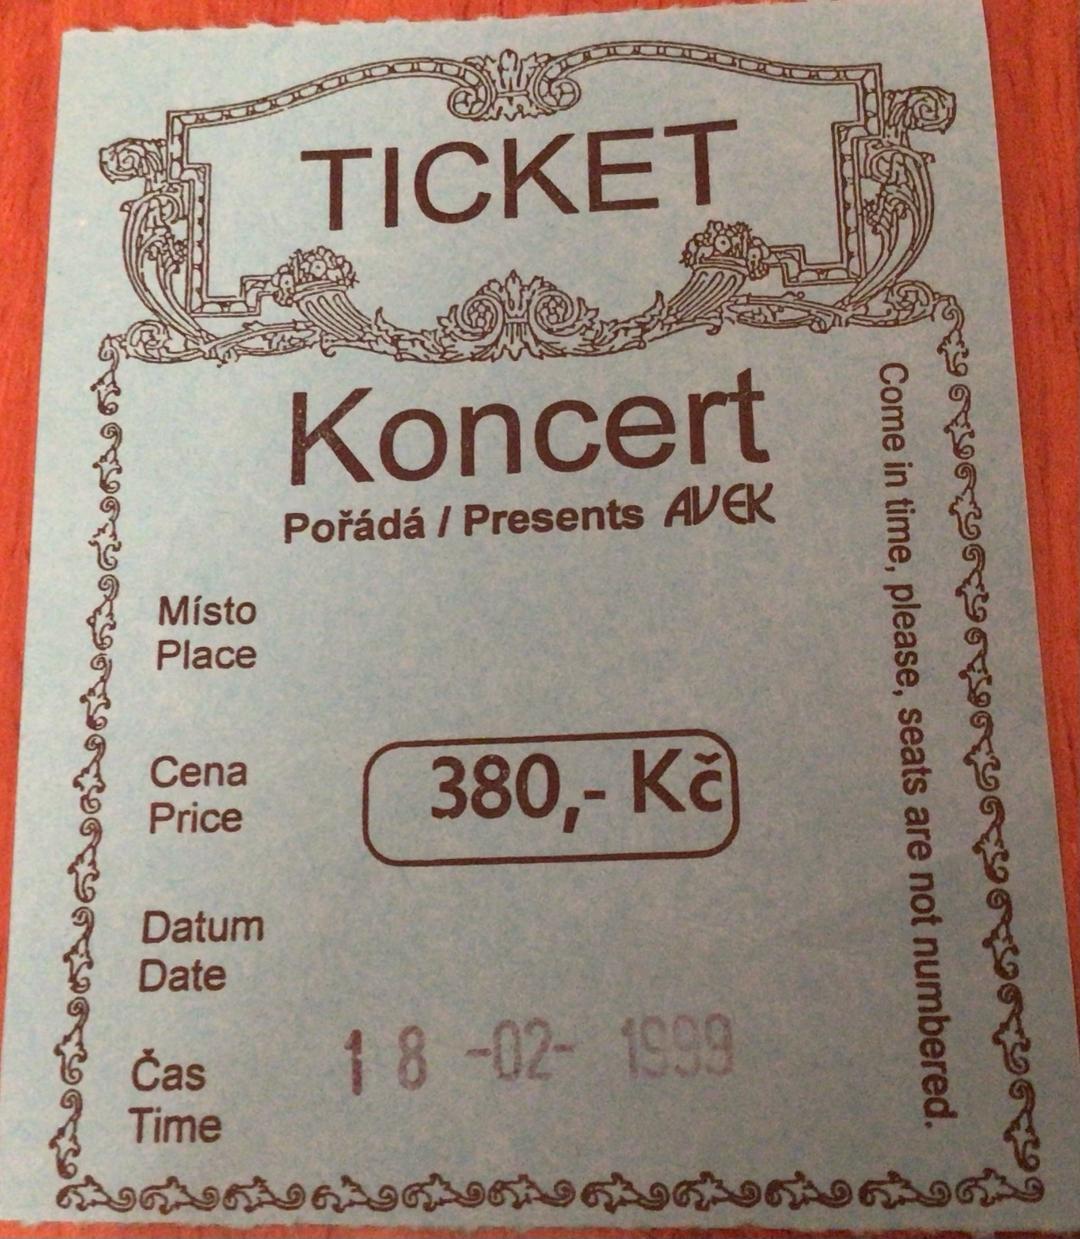 TICKET
Koncert
Pořádá / Presents AVEK
Místo
Place
Cena
Price
380,- Kč
Datum
Date
Čas
Time
18 -02- 1999
Come in time, please, seats are not numbered.